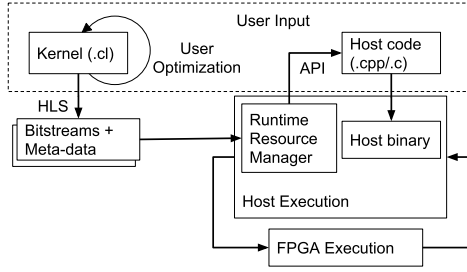 User Input
Kernel (.cl)
User
Optimization
Host code
(.cpp/.c)
API
HLS
Bitstreams +
Meta-data
Runtime
Resource
Manager
Host binary
Host Execution
FPGA Execution